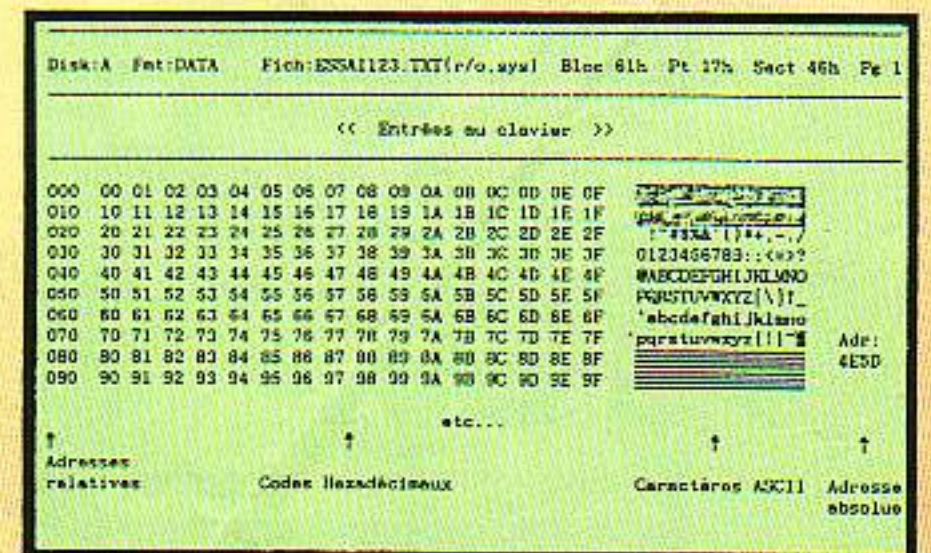 Disk:A Fmt:DATA Fich:ESSAI123.TXT(r/o,sys) Bloc 61h Pt 17h Sect 46h Pg 1
<< Entrées au clavier >>
000 00 01 02 03 04 05 06 07 08 09 0A 0B 0C 0D 0E 0F
010 10 11 12 13 14 15 16 17 18 19 1A 1B 1C 1D 1E 1F
020 20 21 22 23 24 25 26 27 28 29 2A 2B 2C 2D 2E 2F
030 30 31 32 33 34 35 36 37 38 39 3A 3B 3C 3D 3E 3F 0123456789:;<=>?
040 40 41 42 43 44 45 46 47 48 49 4A 4B 4C 4D 4E 4F @ABCDEFGHIJKLMNO
050 50 51 52 53 54 55 56 57 58 59 5A 5B 5C 5D 5E 5F PQRSTUVWXYZ[\]↑_
060 60 61 62 63 64 65 66 67 68 69 6A 6B 6C 6D 6E 6F `abcdefghijklmno
070 70 71 72 73 74 75 76 77 78 79 7A 7B 7C 7D 7E 7F pqrstuvwxyz{|}~ Adr:
080 80 81 82 83 84 85 86 87 88 89 8A 8B 8C 8D 8E 8F 4E5D
090 90 91 92 93 94 95 96 97 98 99 9A 9B 9C 9D 9E 9F
etc...
↑ ↑ ↑ ↑
Adresses
relatives Codes Hexadécimaux Caractères ASCII Adresse
absolue